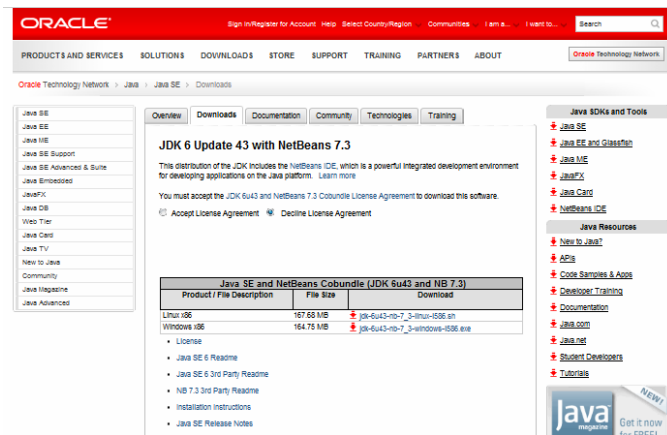 ORACLE
Sign In/Register for Account Help Select Country/Region Communities I am a... I want to... Search
PRODUCTS AND SERVICES SOLUTIONS DOWNLOADS STORE SUPPORT TRAINING PARTNERS ABOUT Oracle Technology Network
Oracle Technology Network > Java > Java SE > Downloads
Java SE
Java EE
Java ME
Java SE Support
Java SE Advanced & Suite
Java Embedded
JavaFX
Java DB
Web Tier
Java Card
Java TV
New to Java
Community
Java Magazine
Java Advanced
Overview Downloads Documentation Community Technologies Training
JDK 6 Update 43 with NetBeans 7.3
This distribution of the JDK includes the NetBeans IDE, which is a powerful integrated development environment
for developing applications on the Java platform. Learn more
You must accept the JDK 6u43 and NetBeans 7.3 Cobundle License Agreement to download this software.
Accept License Agreement Decline License Agreement
Java SE and NetBeans Cobundle (JDK 6u43 and NB 7.3)
Product / File Description File Size Download
Linux x86 167.68 MB jdk-6u43-nb-7_3-linux-i586.sh
Windows x86 164.75 MB jdk-6u43-nb-7_3-windows-i586.exe
License
Java SE 6 Readme
Java SE 6 3rd Party Readme
NB 7.3 3rd Party Readme
Installation Instructions
Java SE Release Notes
Java SDKs and Tools
Java SE
Java EE and Glassfish
Java ME
JavaFX
Java Card
NetBeans IDE
Java Resources
New to Java?
APIs
Code Samples & Apps
Developer Training
Documentation
Java.com
Java.net
Student Developers
Tutorials
NEW!
Java
magazine
Get it now
for FREE!